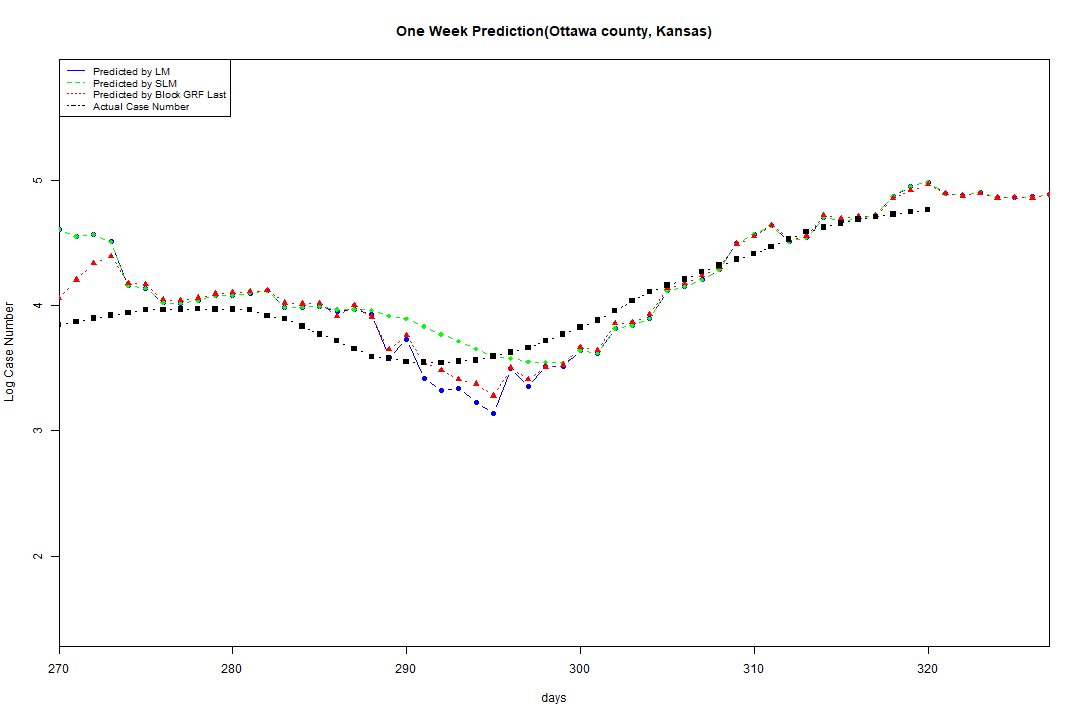 One Week Prediction(Ottawa county, Kansas)
Predicted by LM
Predicted by SLM
Predicted by Block GRF Last
Actual Case Number
Log Case Number
5
4
3
2
270 280 290 300 310 320
days